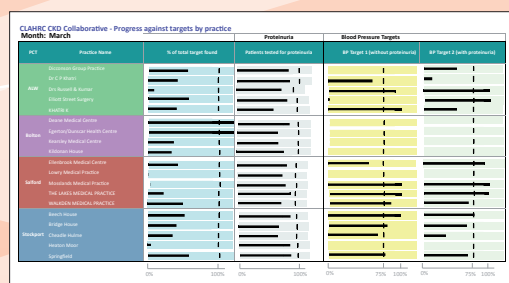 CLAHRC CKD Collaborative - Progress against targets by practice
Month: March
Proteinuria
Blood Pressure Targets
PCT
Practice Name
% of total target found
Patients tested for proteinuria
BP Target 1 (without proteinuria)
BP Target 2 (with proteinuria)
ALW
Dicconson Group Practice
Dr C P Khatri
Drs Russell & Kumar
Elliott Street Surgery
Bolton
Deane Medical Centre
Egerton/Dunscar Health Centre
Kearsley Medical Centre
Kildonan House
Salford
Ellenbrook Medical Centre
Lowry Medical Practice
Mosslands Medical Practice
THE LAKES MEDICAL PRACTICE
WALKDEN MEDICAL PRACTICE
Stockport
Beech House
Bridge House
Cheadle Hulme
Heaton Moor
Springfield
0% 100% 0% 100% 0% 75% 100% 0% 75% 100%